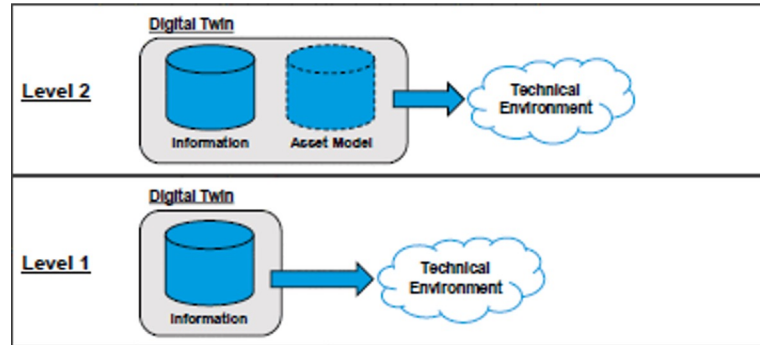 Digital Twin
Level 2
Information
Asset Model
Technical
Environment
Digital Twin
Level 1
Information
Technical
Environment